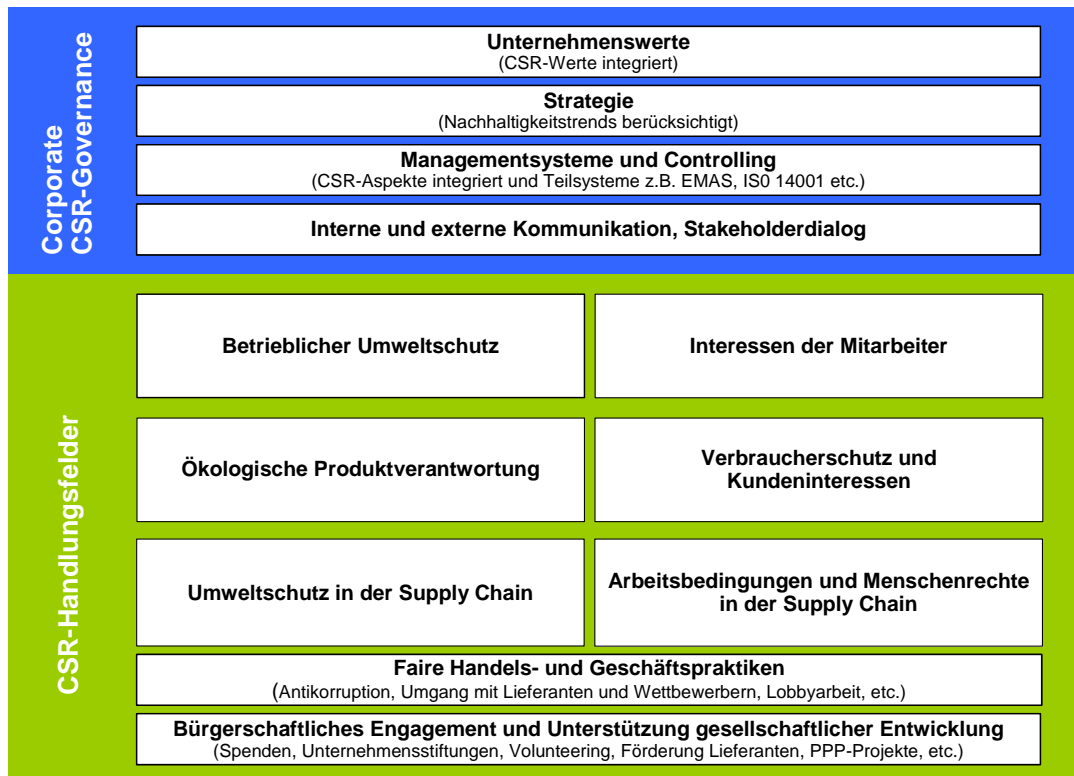 Corporate
CSR-Governance
Unternehmenswerte
(CSR-Werte integriert)
Strategie
(Nachhaltigkeitstrends berücksichtigt)
Managementsysteme und Controlling
(CSR-Aspekte integriert und Teilsysteme z.B. EMAS, IS0 14001 etc.)
Interne und externe Kommunikation, Stakeholderdialog
CSR-Handlungsfelder
Betrieblicher Umweltschutz
Interessen der Mitarbeiter
Ökologische Produktverantwortung
Verbraucherschutz und
Kundeninteressen
Umweltschutz in der Supply Chain
Arbeitsbedingungen und Menschenrechte
in der Supply Chain
Faire Handels- und Geschäftspraktiken
(Antikorruption, Umgang mit Lieferanten und Wettbewerbern, Lobbyarbeit, etc.)
Bürgerschaftliches Engagement und Unterstützung gesellschaftlicher Entwicklung
(Spenden, Unternehmensstiftungen, Volunteering, Förderung Lieferanten, PPP-Projekte, etc.)